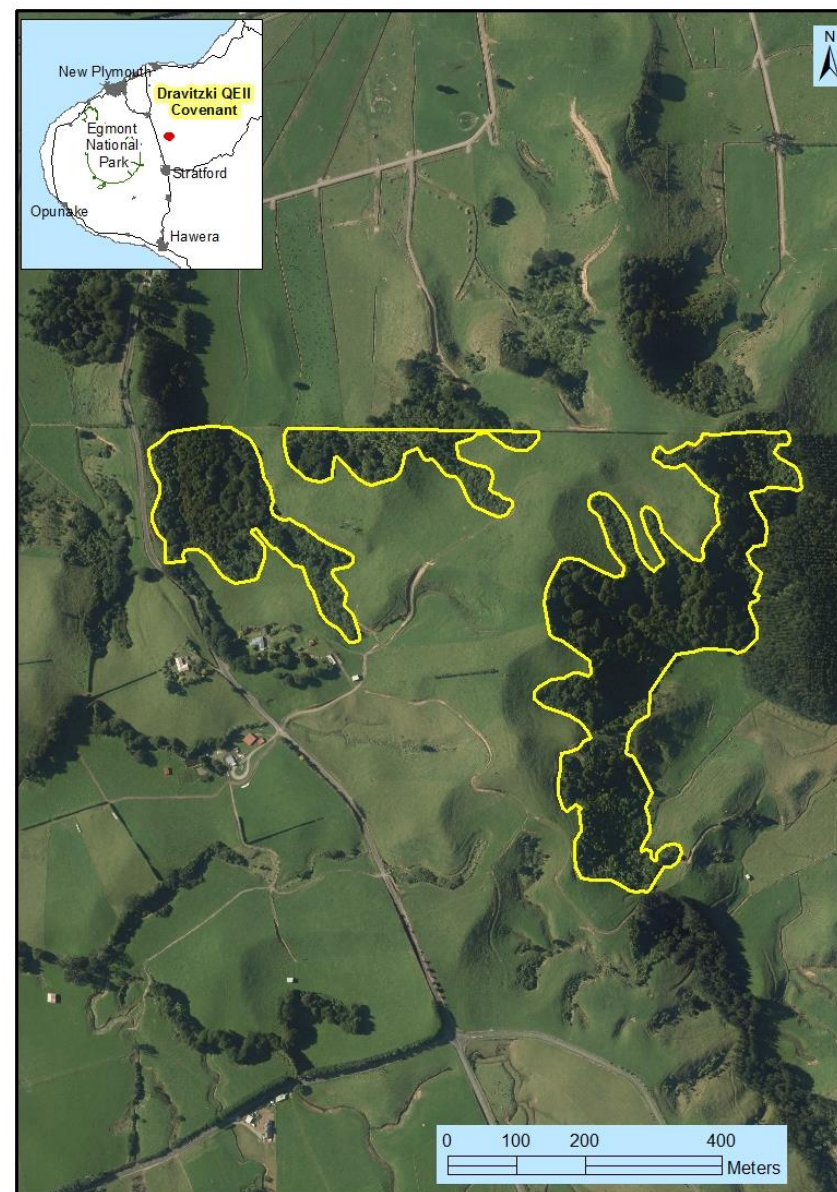 New Plymouth
Dravitzki QEII
Covenant
Egmont
National
Park
Stratford
Opunake
Hawera
N
0 100 200 400
Meters